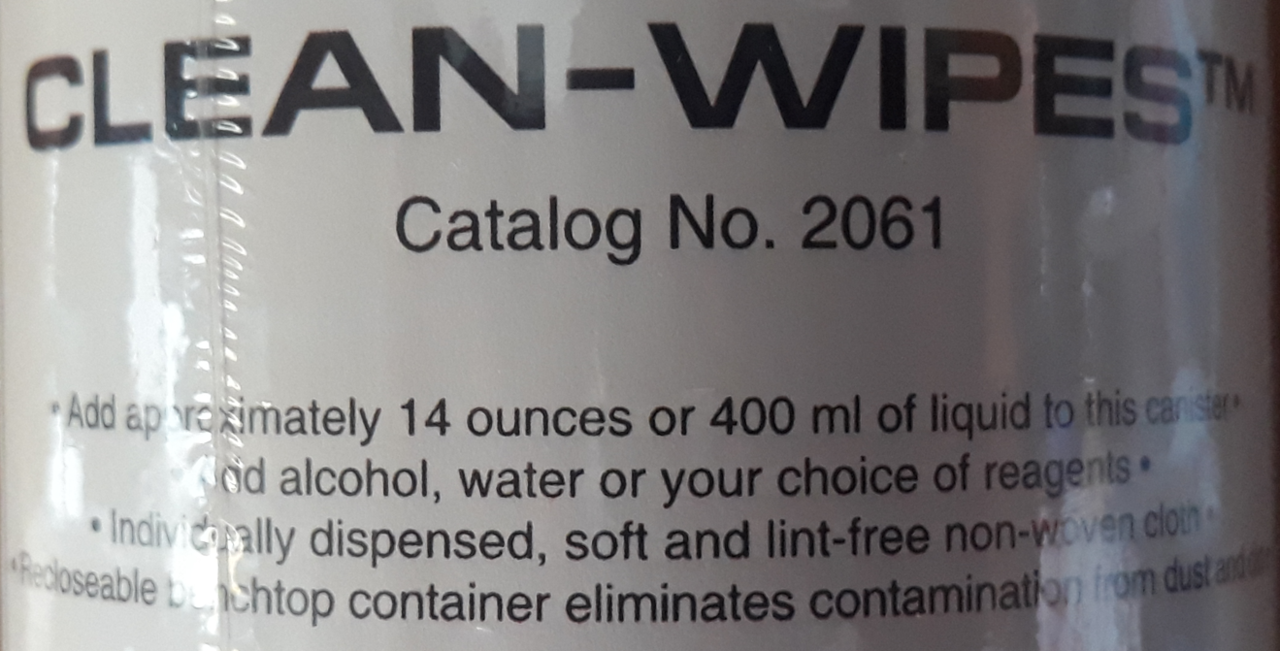 CLEAN-WIPES™
Catalog No. 2061
• Add approximately 14 ounces or 400 ml of liquid to this canister •
Add alcohol, water or your choice of reagents •
• Individually dispensed, soft and lint-free non-woven cloth •
• Recloseable benchtop container eliminates contamination from dust and